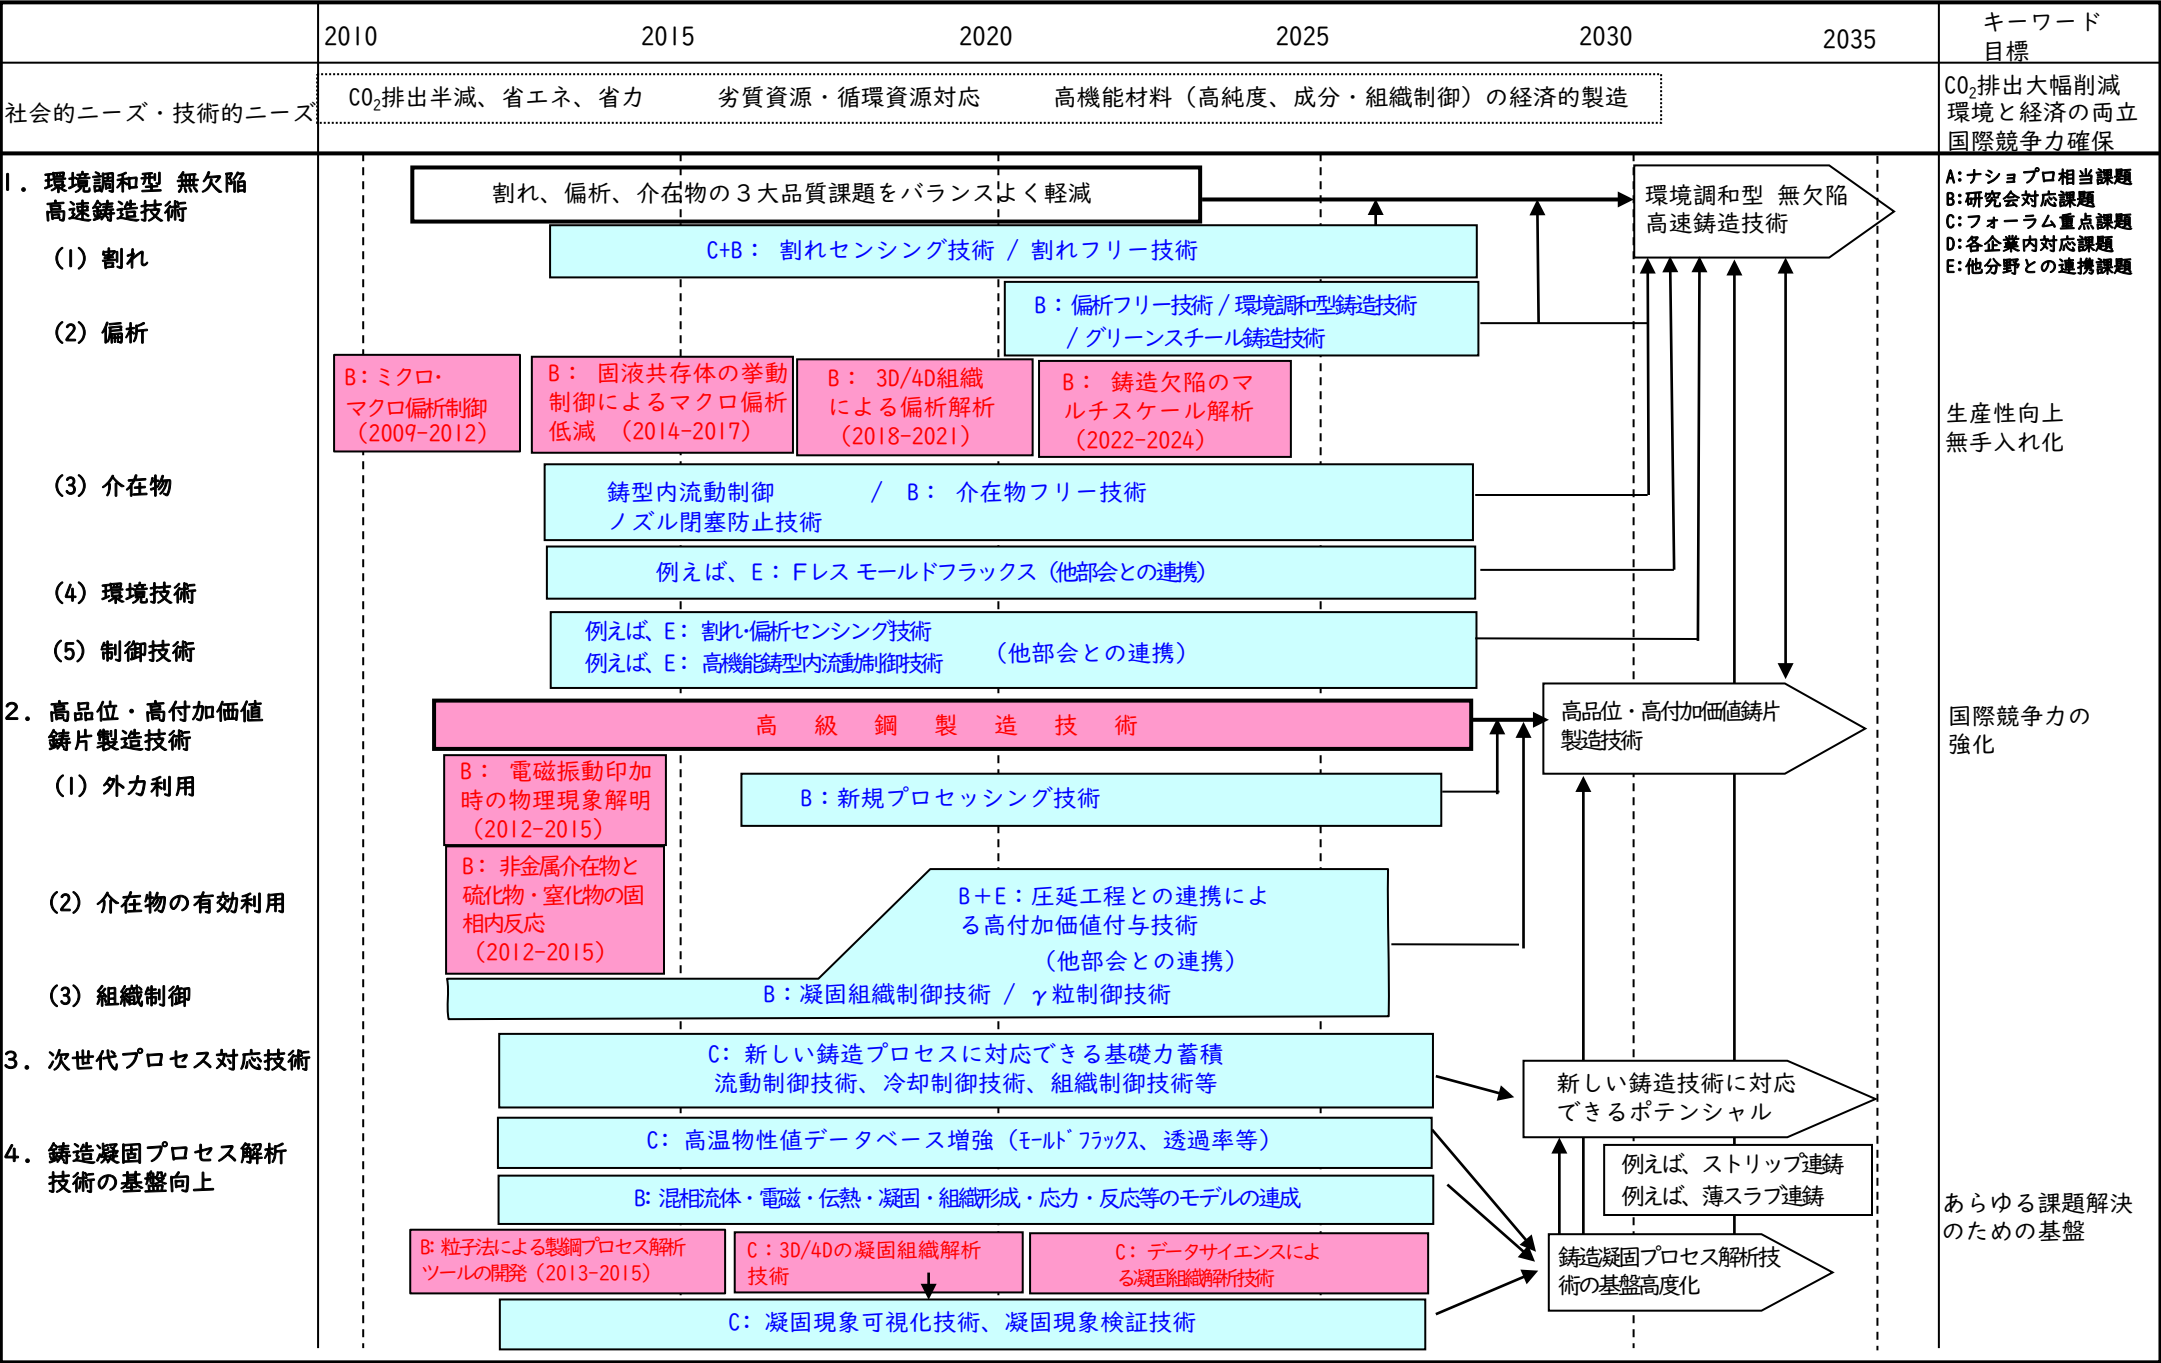 2010 2015 2020 2025 2030 2035 キーワード
目標
社会的ニーズ・技術的ニーズ
CO2排出半減、省エネ、省力 劣質資源・循環資源対応 高機能材料（高純度、成分・組織制御）の経済的製造
CO2排出大幅削減
環境と経済の両立
国際競争力確保
1．環境調和型 無欠陥
高速鋳造技術
割れ、偏析、介在物の３大品質課題をバランスよく軽減
環境調和型 無欠陥
高速鋳造技術
A:ナショプロ相当課題
B:研究会対応課題
C:フォーラム重点課題
D:各企業内対応課題
E:他分野との連携課題
(1) 割れ
C+B： 割れセンシング技術 / 割れフリー技術
(2) 偏析
B：偏析フリー技術 / 環境調和型鋳造技術
/ グリーンスチール鋳造技術
B：ミクロ・
マクロ偏析制御
(2009-2012)
B： 固液共存体の挙動
制御によるマクロ偏析
低減 (2014-2017)
B： 3D/4D組織
による偏析解析
(2018-2021)
B： 鋳造欠陥のマ
ルチスケール解析
(2022-2024)
生産性向上
無手入れ化
(3) 介在物
鋳型内流動制御 / B： 介在物フリー技術
ノズル閉塞防止技術
(4) 環境技術
例えば、E：Ｆレス モールドフラックス（他部会との連携）
(5) 制御技術
例えば、E： 割れ・偏析センシング技術
例えば、E： 高機能鋳型内流動制御技術
（他部会との連携）
2．高品位・高付加価値
鋳片製造技術
高 級 鋼 製 造 技 術
高品位・高付加価値鋳片
製造技術
国際競争力の
強化
(1) 外力利用
B： 電磁振動印加
時の物理現象解明
(2012-2015)
B：新規プロセッシング技術
(2) 介在物の有効利用
B： 非金属介在物と
硫化物・窒化物の固
相内反応
(2012-2015)
B＋E：圧延工程との連携によ
る高付加価値付与技術
（他部会との連携）
(3) 組織制御
B：凝固組織制御技術 / γ粒制御技術
3．次世代プロセス対応技術
C: 新しい鋳造プロセスに対応できる基礎力蓄積
流動制御技術、冷却制御技術、組織制御技術等
新しい鋳造技術に対応
できるポテンシャル
例えば、ストリップ連鋳
例えば、薄スラブ連鋳
4．鋳造凝固プロセス解析
技術の基盤向上
C: 高温物性値データベース増強（ﾓｰﾙﾄﾞﾌﾗｯｸｽ、透過率等）
B: 混相流体・電磁・伝熱・凝固・組織形成・応力・反応等のモデルの連成
B: 粒子法による製鋼プロセス解析
ツールの開発 (2013-2015)
C：3D/4Dの凝固組織解析
技術
C: データサイエンスによ
る凝固組織解析技術
C: 凝固現象可視化技術、凝固現象検証技術
鋳造凝固プロセス解析技
術の基盤高度化
あらゆる課題解決
のための基盤